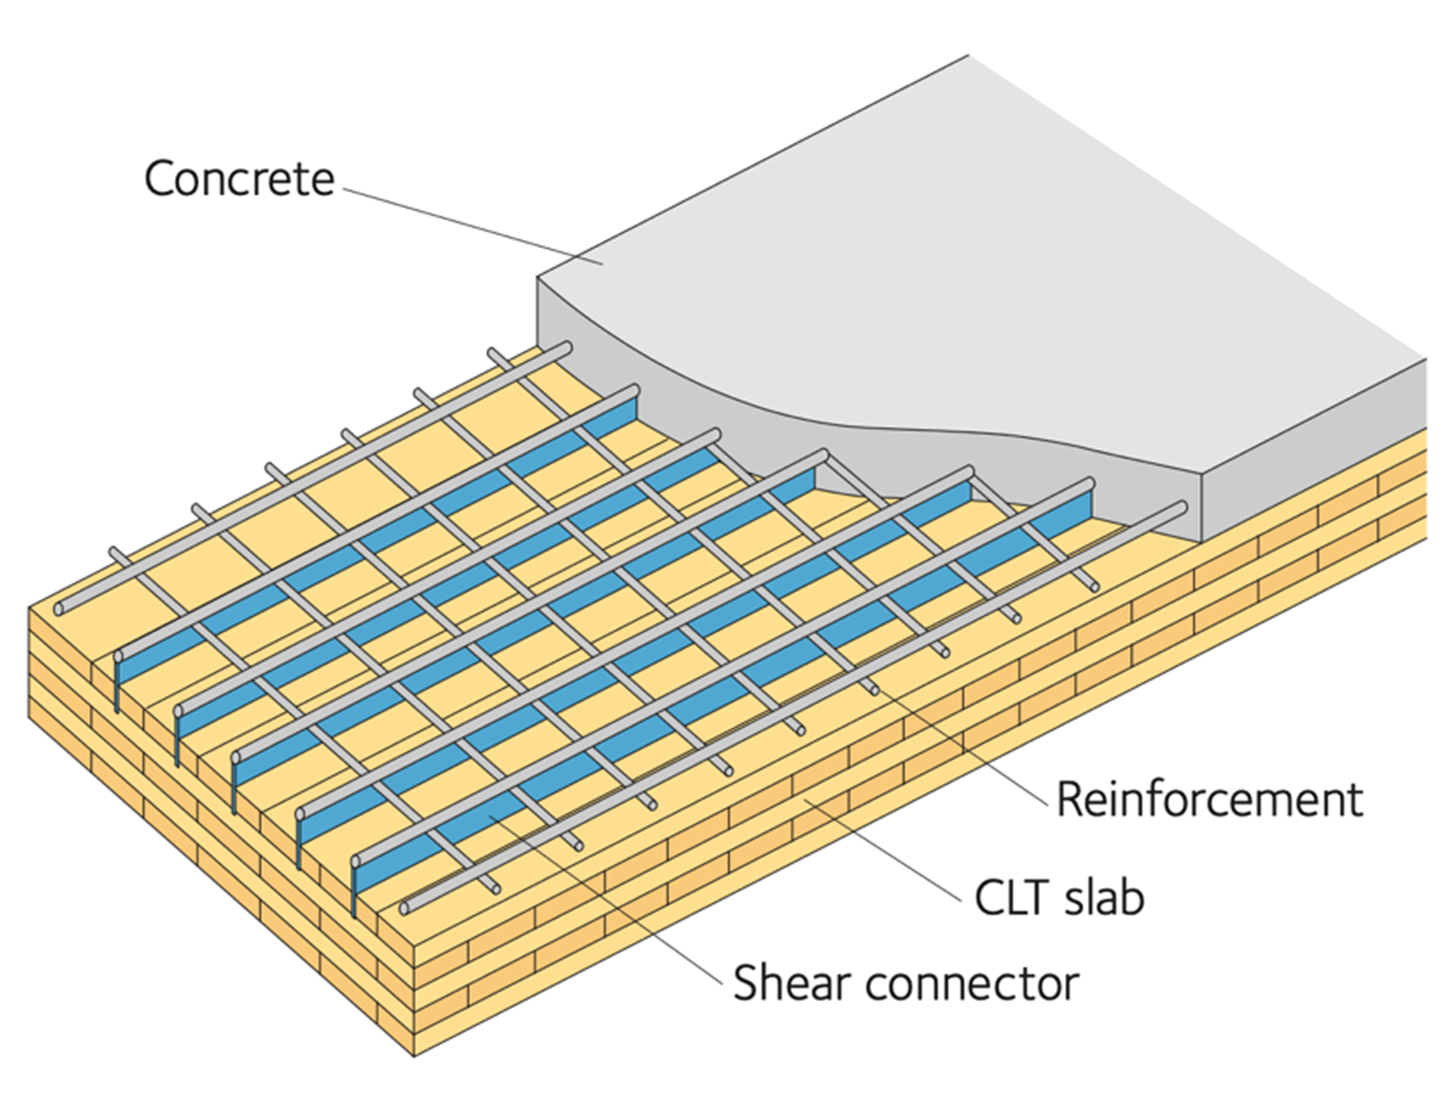 Concrete
Reinforcement
CLT slab
Shear connector